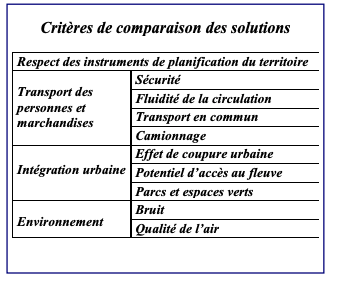 Critères de comparaison des solutions
Respect des instruments de planification du territoire
Transport des
personnes et
marchandises
Sécurité
Fluidité de la circulation
Transport en commun
Camionnage
Intégration urbaine
Effet de coupure urbaine
Potentiel d'accès au fleuve
Parcs et espaces verts
Environnement
Bruit
Qualité de l'air